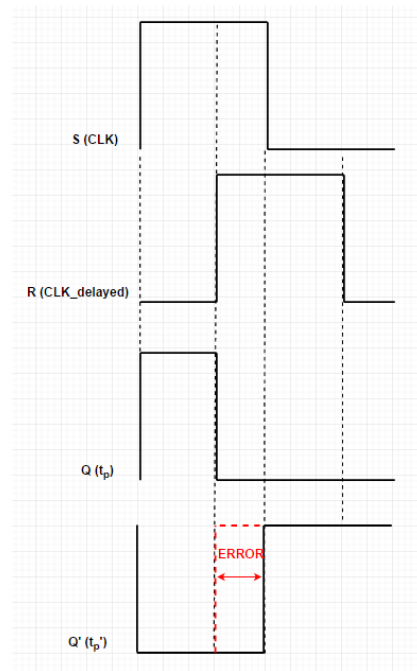 S (CLK)
R (CLK_delayed)
Q (tp)
ERROR
Q' (tp')